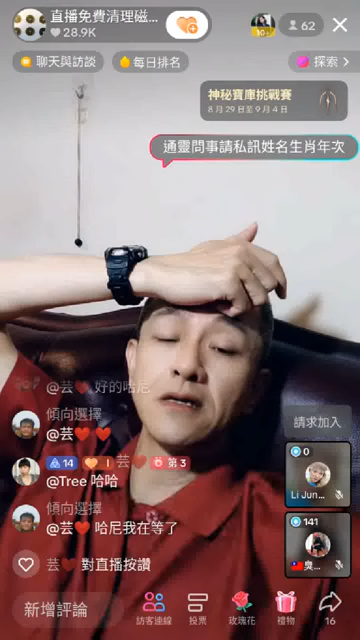 直播免費清理磁...
28.9K
10+
62
聊天與訪談
每日排名
探索
神秘寶庫挑戰賽
8 月 29 日至 9 月 4 日
通靈問事請私訊姓名生肖年次
@芸❤️ 好的哈尼
傾向選擇
@芸❤️❤️
14 I 芸❤️ 第 3
@Tree 哈哈
傾向選擇
@芸❤️ 哈尼我在等了
芸❤️ 對直播按讚
請求加入
0
Li Jun...
141
臭...
新增評論
訪客連線
投票
玫瑰花
禮物
16